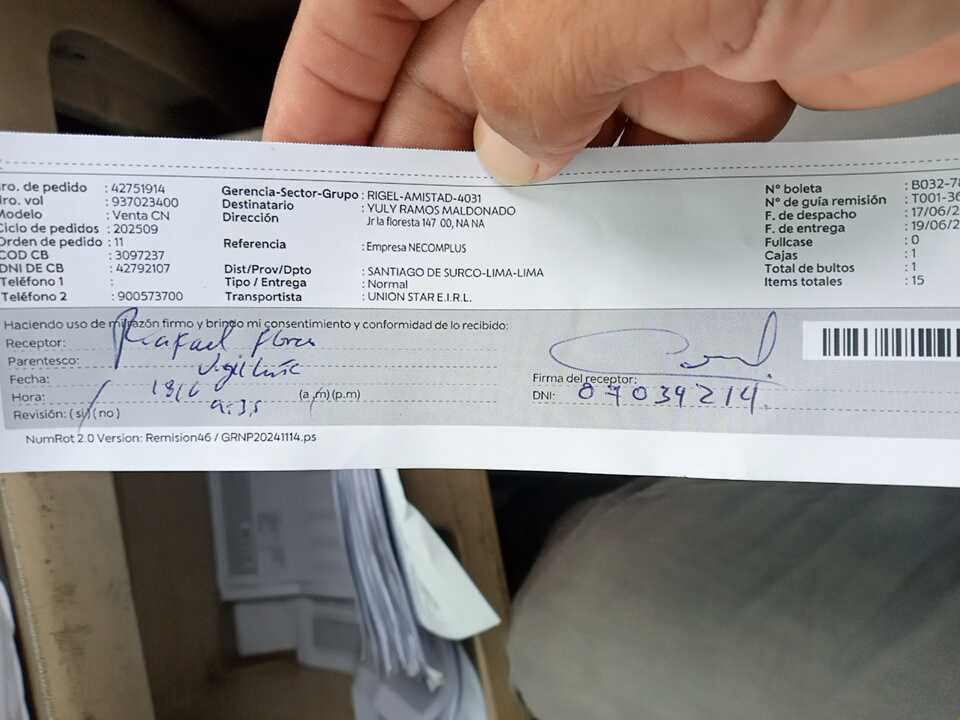 ro. de pedido : 42751914
ro. vol : 937023400
Modelo : Venta CN
Ciclo de pedidos : 202509
Orden de pedido : 11
COD CB : 3097237
DNI DE CB : 42792107
Teléfono 1 :
Teléfono 2 : 900573700
Gerencia-Sector-Grupo : RIGEL-AMISTAD-4031
Destinatario : YULY RAMOS MALDONADO
Dirección Jr la floresta 147 00, NA NA
Referencia : Empresa NECOMPLUS
Dist/Prov/Dpto : SANTIAGO DE SURCO-LIMA-LIMA
Tipo / Entrega : Normal
Transportista : UNION STAR E.I.R.L.
N° boleta : B032-78
N° de guía remisión : T001-36
F. de despacho : 17/06/2
F. de entrega : 19/06/2
Fullcase : 0
Cajas : 1
Total de bultos : 1
Items totales : 15
Haciendo uso de mi razón firmo y brindo mi consentimiento y conformidad de lo recibido:
Receptor: Rafael Flores
Parentesco: Vigilante
Fecha:
Hora: 9:35 (a.m)(p.m)
Revisión: (si) (no)
Firma del receptor:
DNI: 07039214.
NumRot 2.0 Version: Remision46 / GRNP20241114.ps